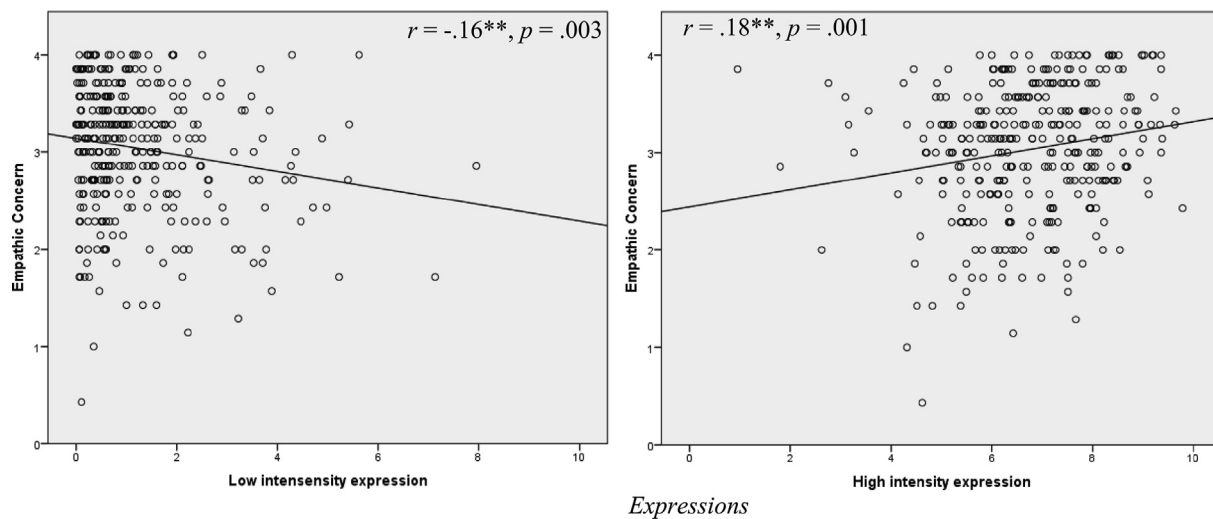 r = -.16**, p = .003
4
3
2
1
0
Empathic Concern
0 2 4 6 8 10
Low intensensity expression
r = .18**, p = .001
4
3
2
1
0
Empathic Concern
0 2 4 6 8 10
High intensity expression
Expressions